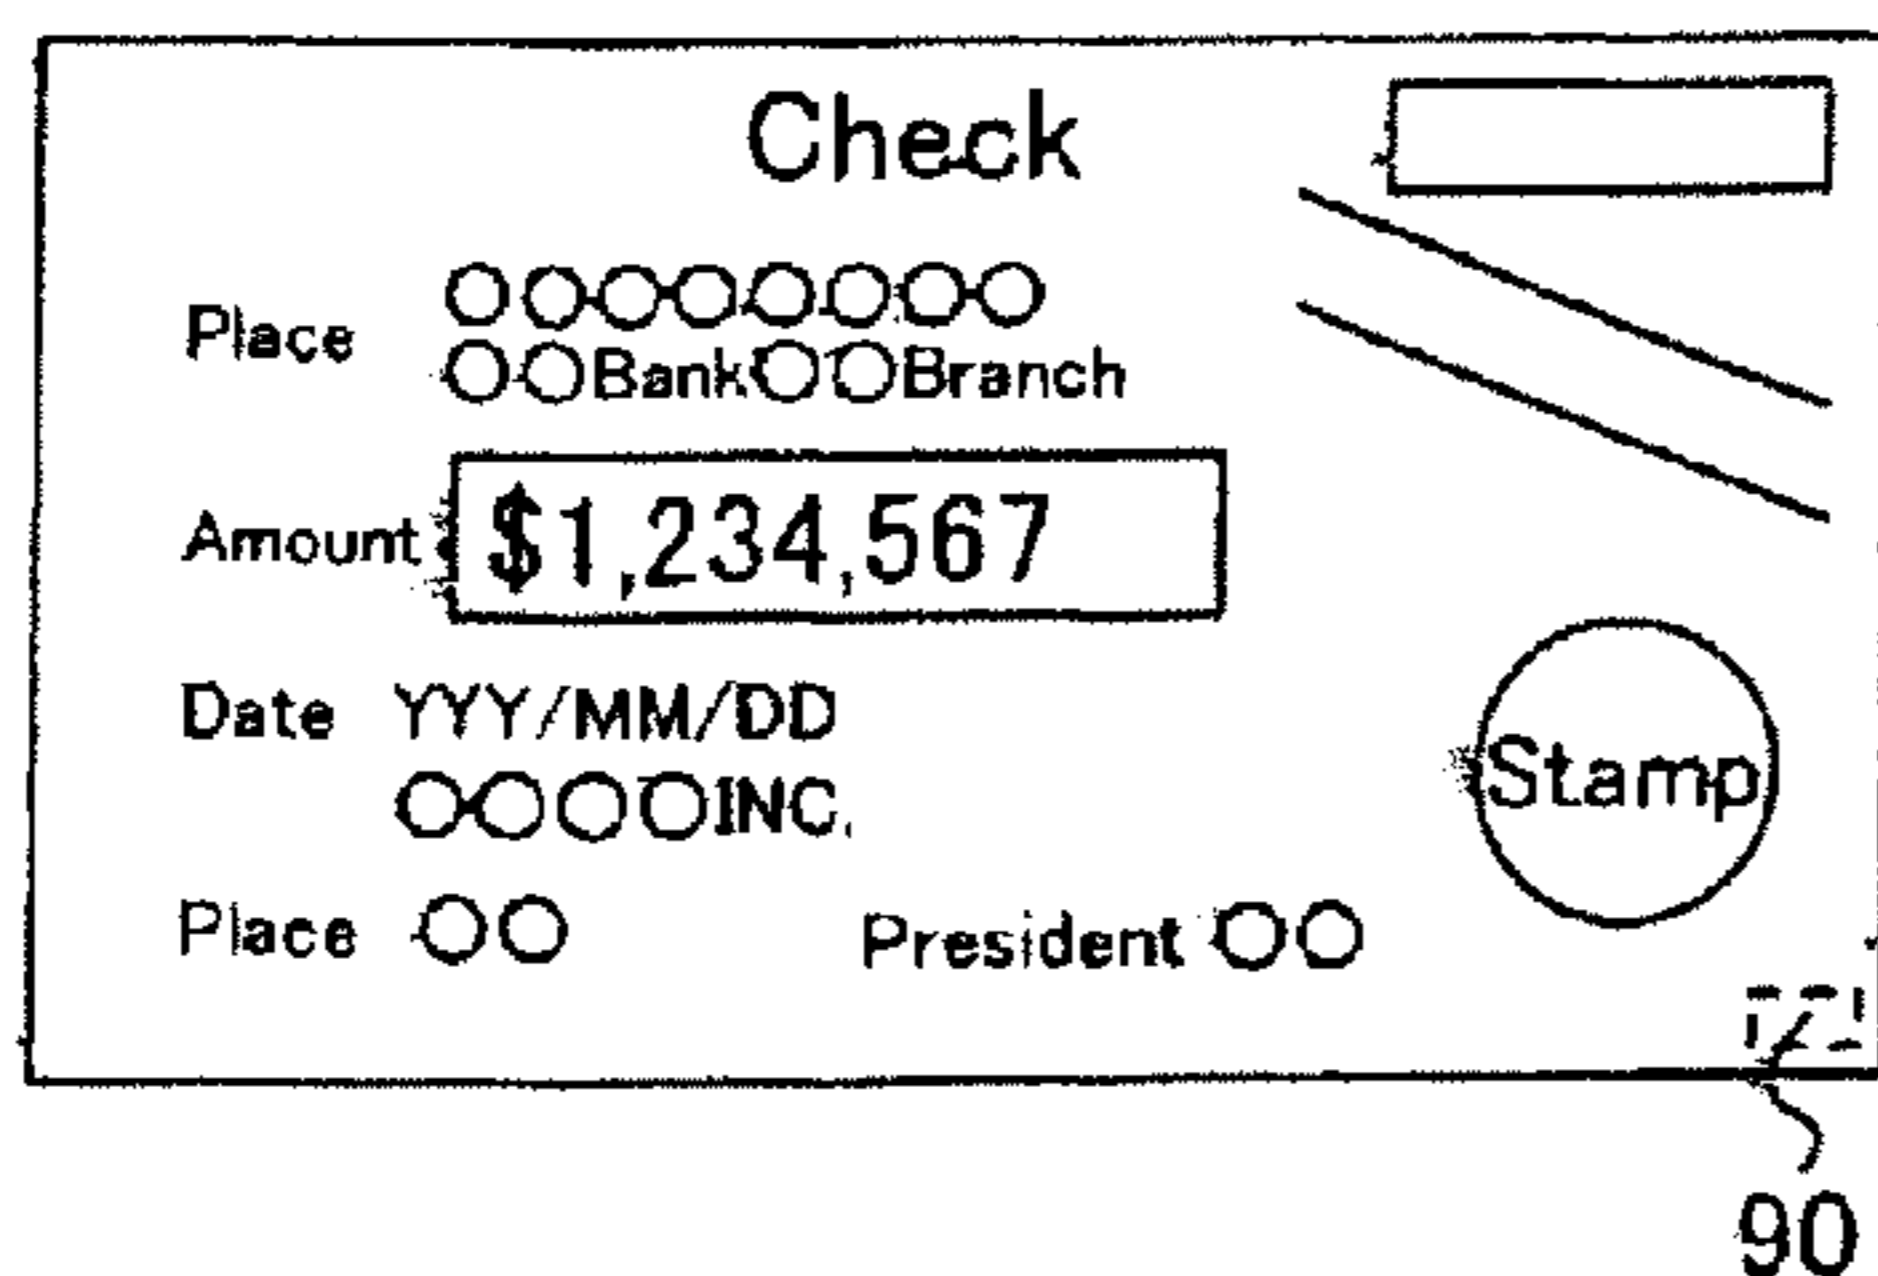 Check
Place ○○○○○○○○
○○Bank○○Branch
Amount $1,234,567
Date YYY/MM/DD
○○○○INC.
Stamp
Place ○○ President ○○
90